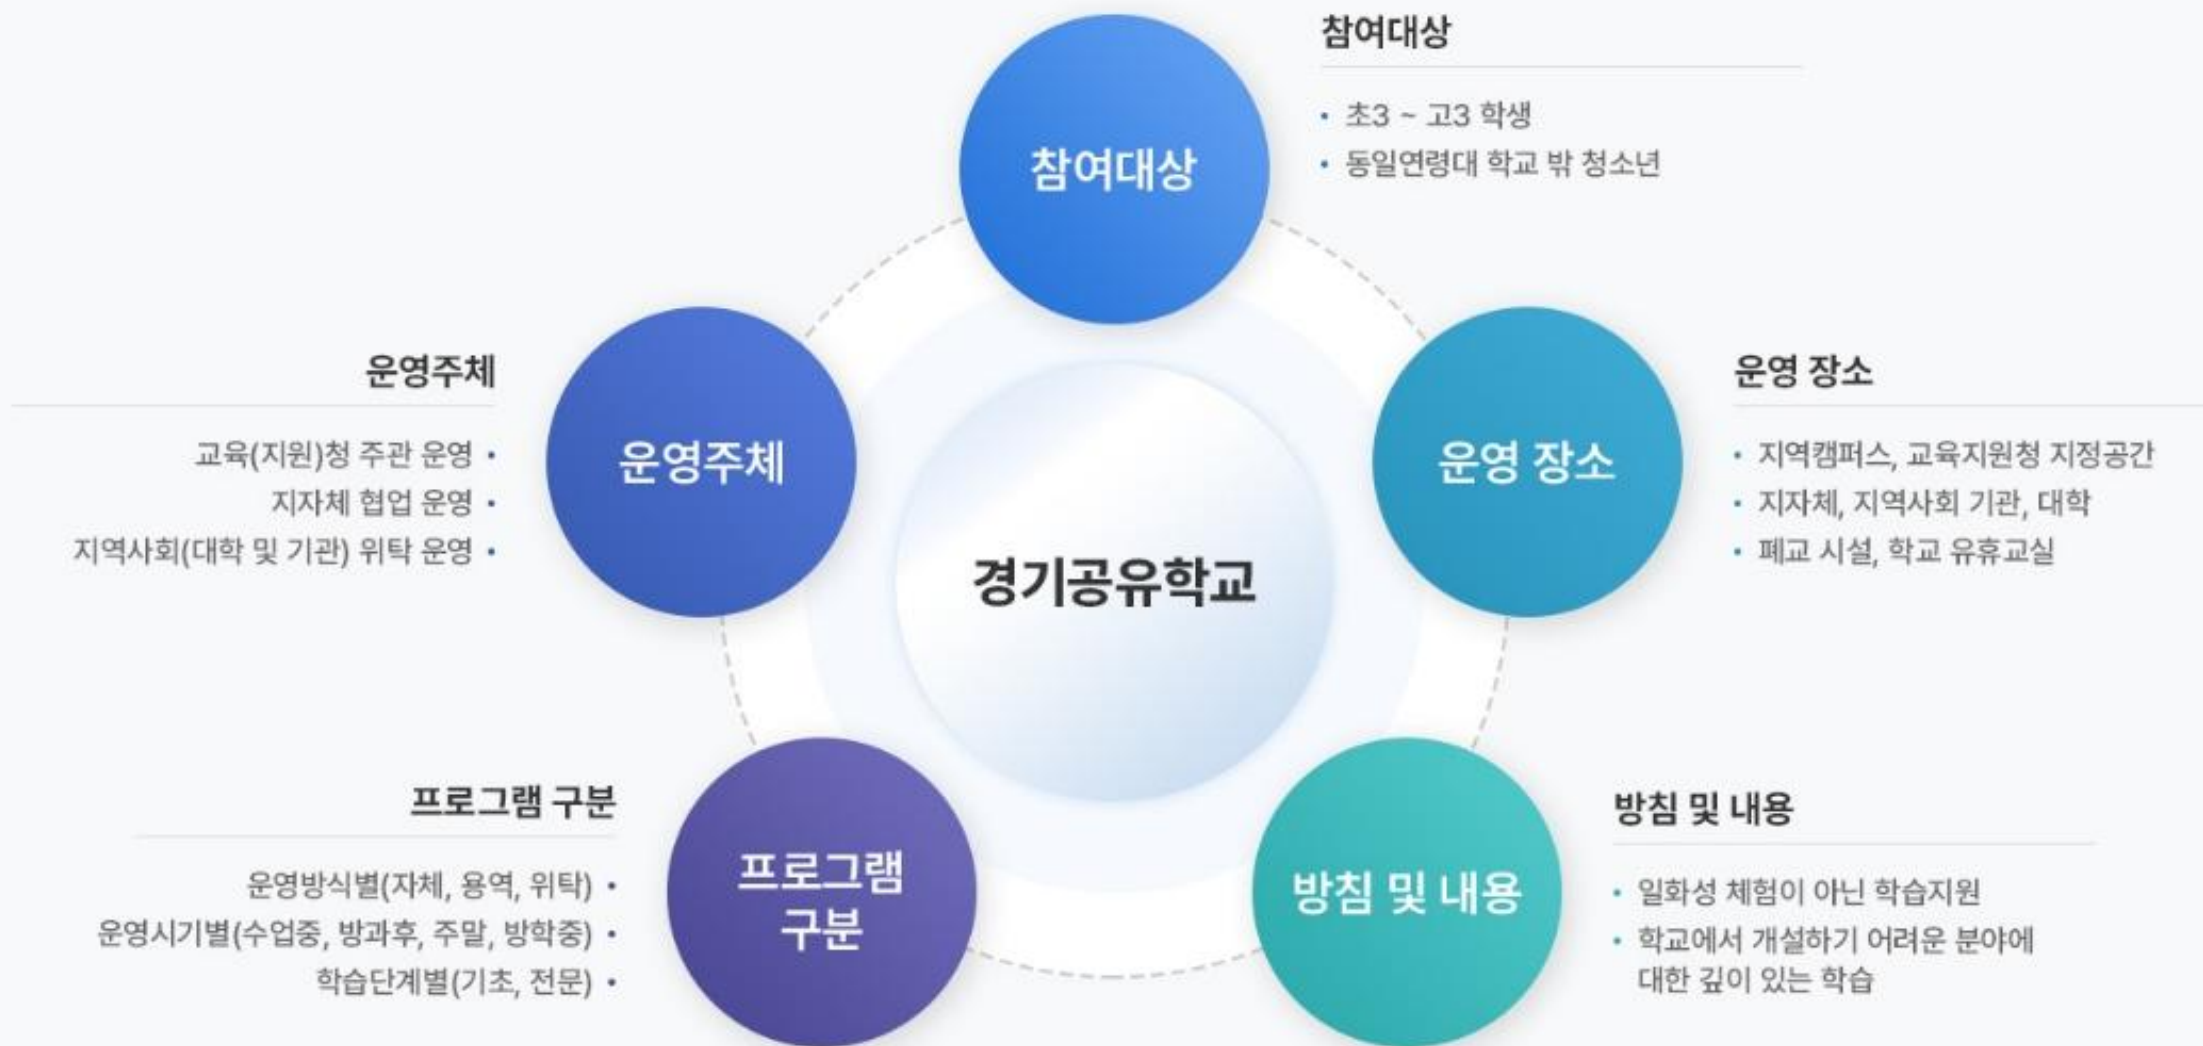 참여대상
참여대상
• 초3 ~ 고3 학생
• 동일연령대 학교 밖 청소년
운영주체
교육(지원)청 주관 운영 •
지자체 협업 운영 •
지역사회(대학 및 기관) 위탁 운영 •
운영주체
경기공유학교
운영 장소
운영 장소
• 지역캠퍼스, 교육지원청 지정공간
• 지자체, 지역사회 기관, 대학
• 폐교 시설, 학교 유휴교실
프로그램 구분
운영방식별(자체, 용역, 위탁) •
운영시기별(수업중, 방과후, 주말, 방학중) •
학습단계별(기초, 전문) •
프로그램
구분
방침 및 내용
방침 및 내용
• 일화성 체험이 아닌 학습지원
• 학교에서 개설하기 어려운 분야에
대한 깊이 있는 학습